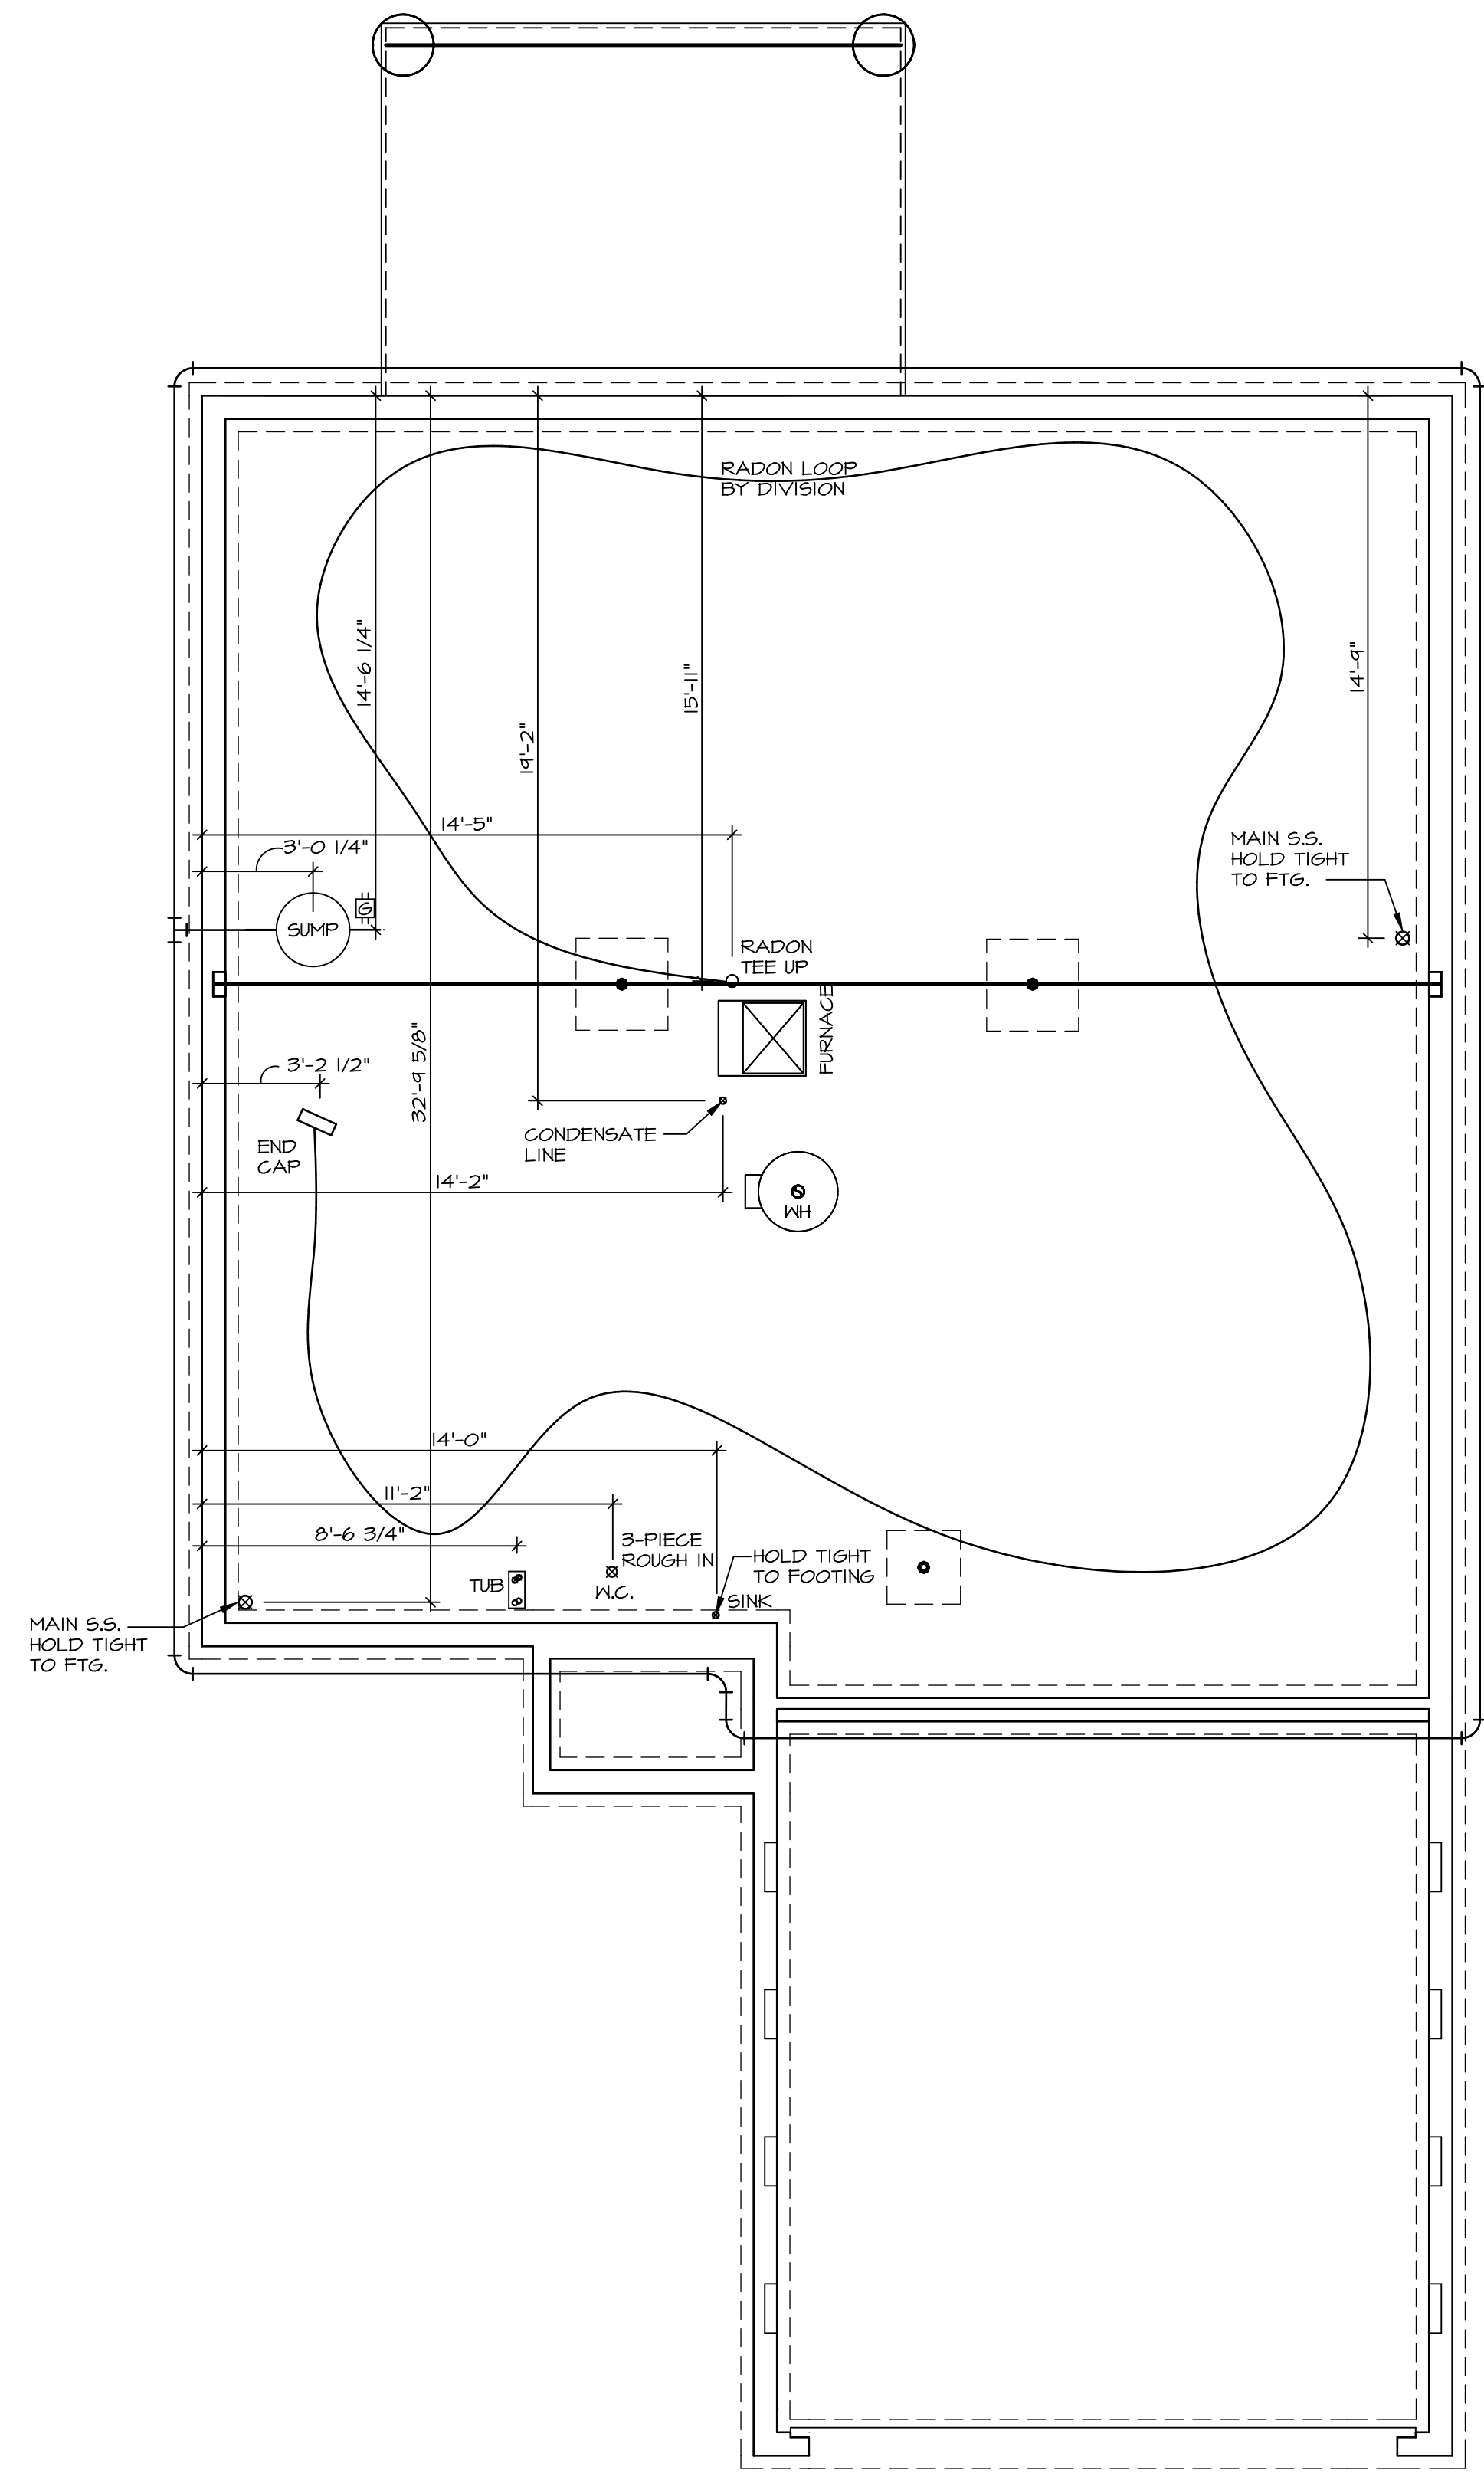 RADON LOOP
BY DIVISION
14'-6 1/4"
15'-11"
14'-9"
19'-2"
14'-5"
3'-0 1/4"
MAIN S.S.
HOLD TIGHT
TO FTG.
G
SUMP
RADON
TEE UP
FURNACE
32'-9 5/8"
3'-2 1/2"
CONDENSATE
LINE
END
CAP
14'-2"
S
WH
14'-0"
11'-2"
8'-6 3/4"
3-PIECE
ROUGH IN
HOLD TIGHT
TO FOOTING
TUB
W.C.
SINK
MAIN S.S.
HOLD TIGHT
TO FTG.